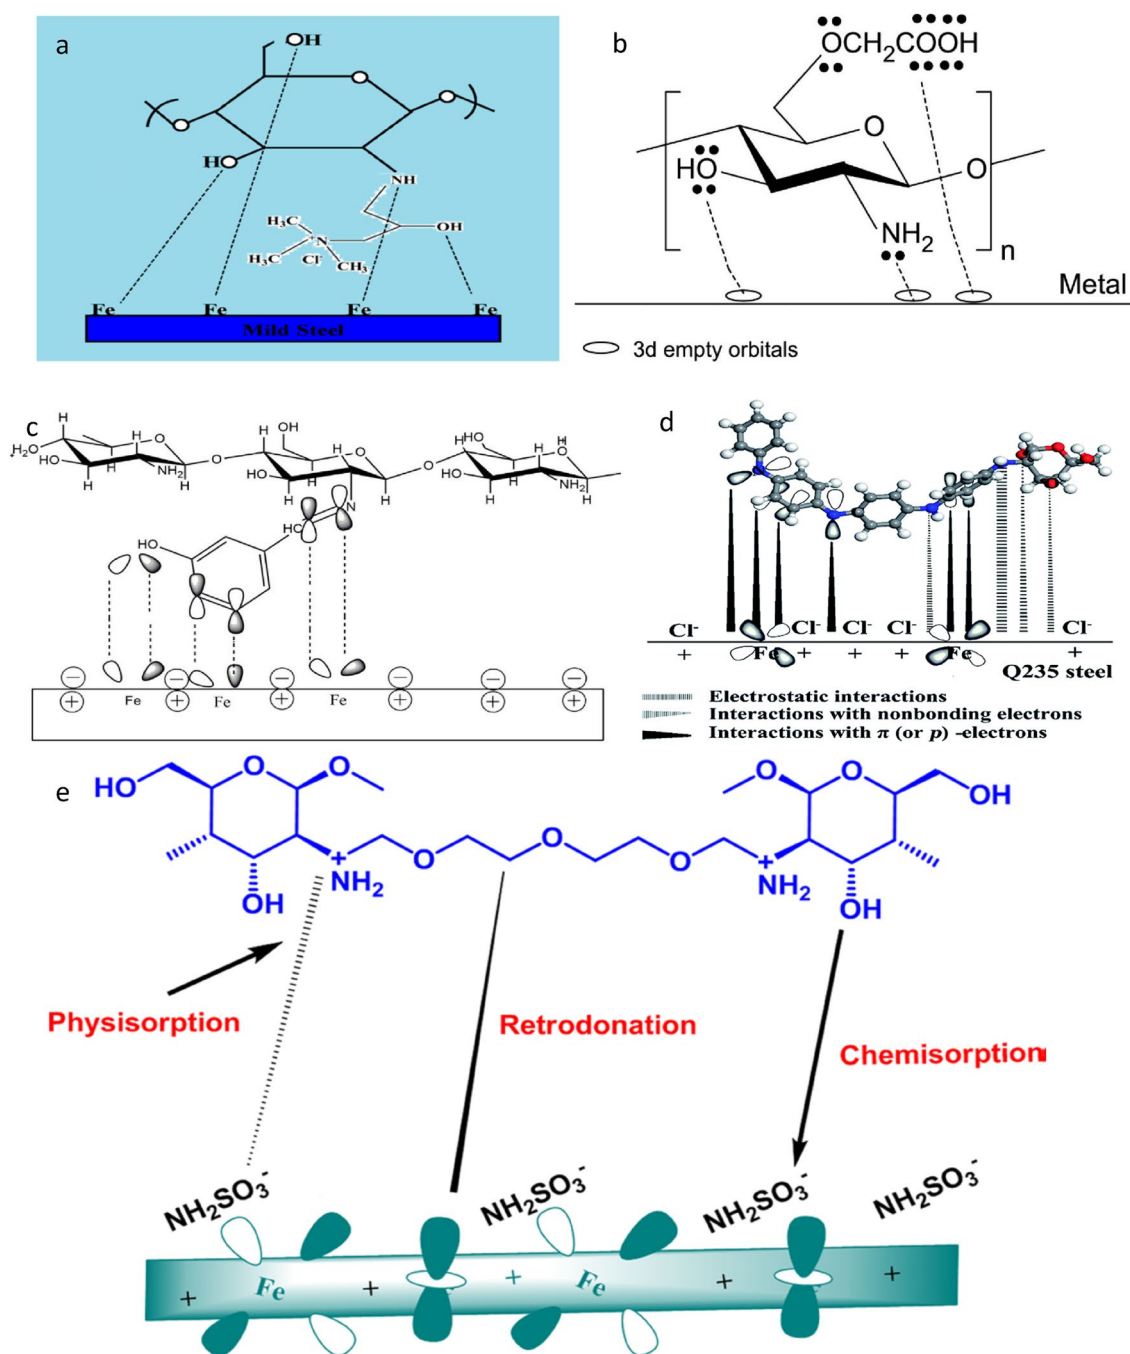 a
OH
O
O
O
HO
NH
H₃C
⁺N
OH
H₃C
Cl⁻
CH₃
Fe
Fe
Fe
Fe
Mild Steel
b
OCH₂COOH
O
HO
O
NH₂
n
Metal
3d empty orbitals
c
H
H
H
H
O
HO
H
NH₂
H
H
O
H
OH
H
O
HO
H
H
O
HO
H
H
O
HO
H
NH₂
H
HC
N
HO
Fe
Fe
Fe
d
Cl⁻
Cl⁻
Cl⁻
Cl⁻
Cl⁻
+
Fe
+
+
+
Fe
+
Q235 steel
Electrostatic interactions
Interactions with nonbonding electrons
Interactions with π (or p) -electrons
e
HO
O
O
O
O
O
O
O
OH
+
NH₂
+
NH₂
OH
OH
Physisorption
Retrodonation
Chemisorption
NH₂SO₃⁻
NH₂SO₃⁻
NH₂SO₃⁻
NH₂SO₃⁻
+
Fe
+
+
Fe
+
+